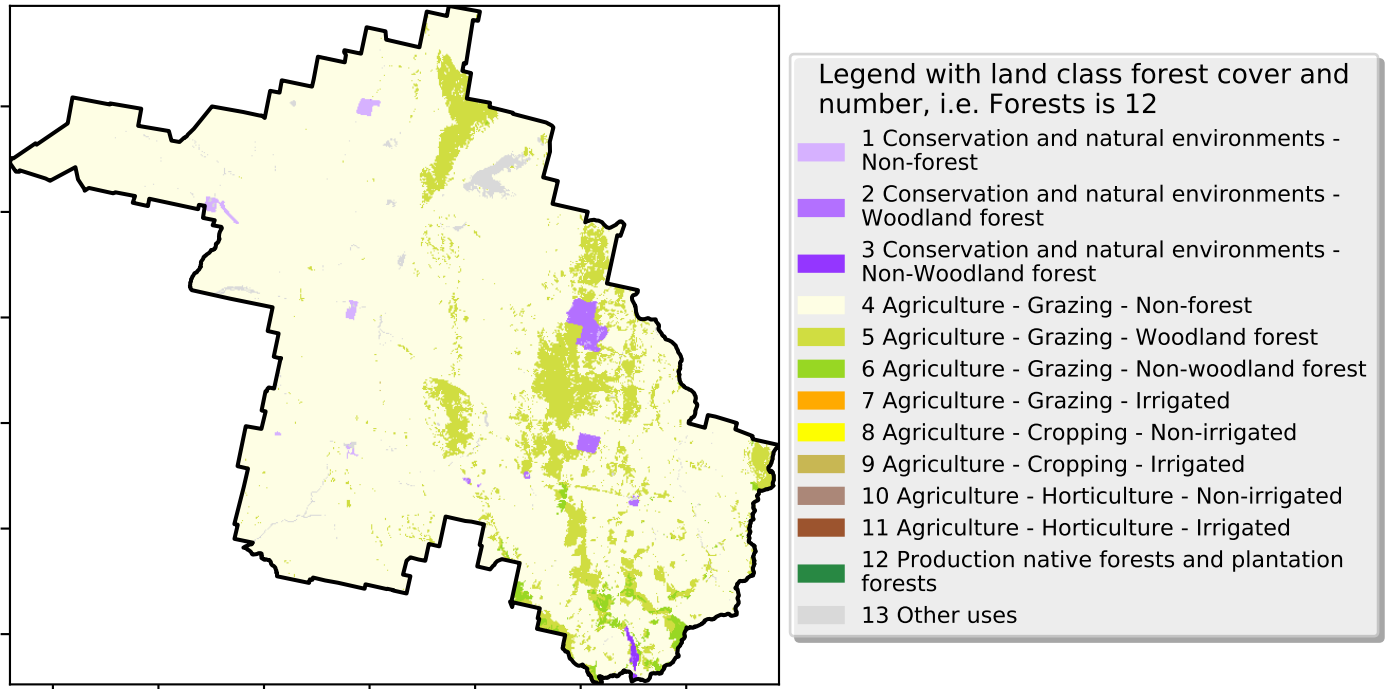 Legend with land class forest cover and
number, i.e. Forests is 12
1 Conservation and natural environments -
Non-forest
2 Conservation and natural environments -
Woodland forest
3 Conservation and natural environments -
Non-Woodland forest
4 Agriculture - Grazing - Non-forest
5 Agriculture - Grazing - Woodland forest
6 Agriculture - Grazing - Non-woodland forest
7 Agriculture - Grazing - Irrigated
8 Agriculture - Cropping - Non-irrigated
9 Agriculture - Cropping - Irrigated
10 Agriculture - Horticulture - Non-irrigated
11 Agriculture - Horticulture - Irrigated
12 Production native forests and plantation
forests
13 Other uses